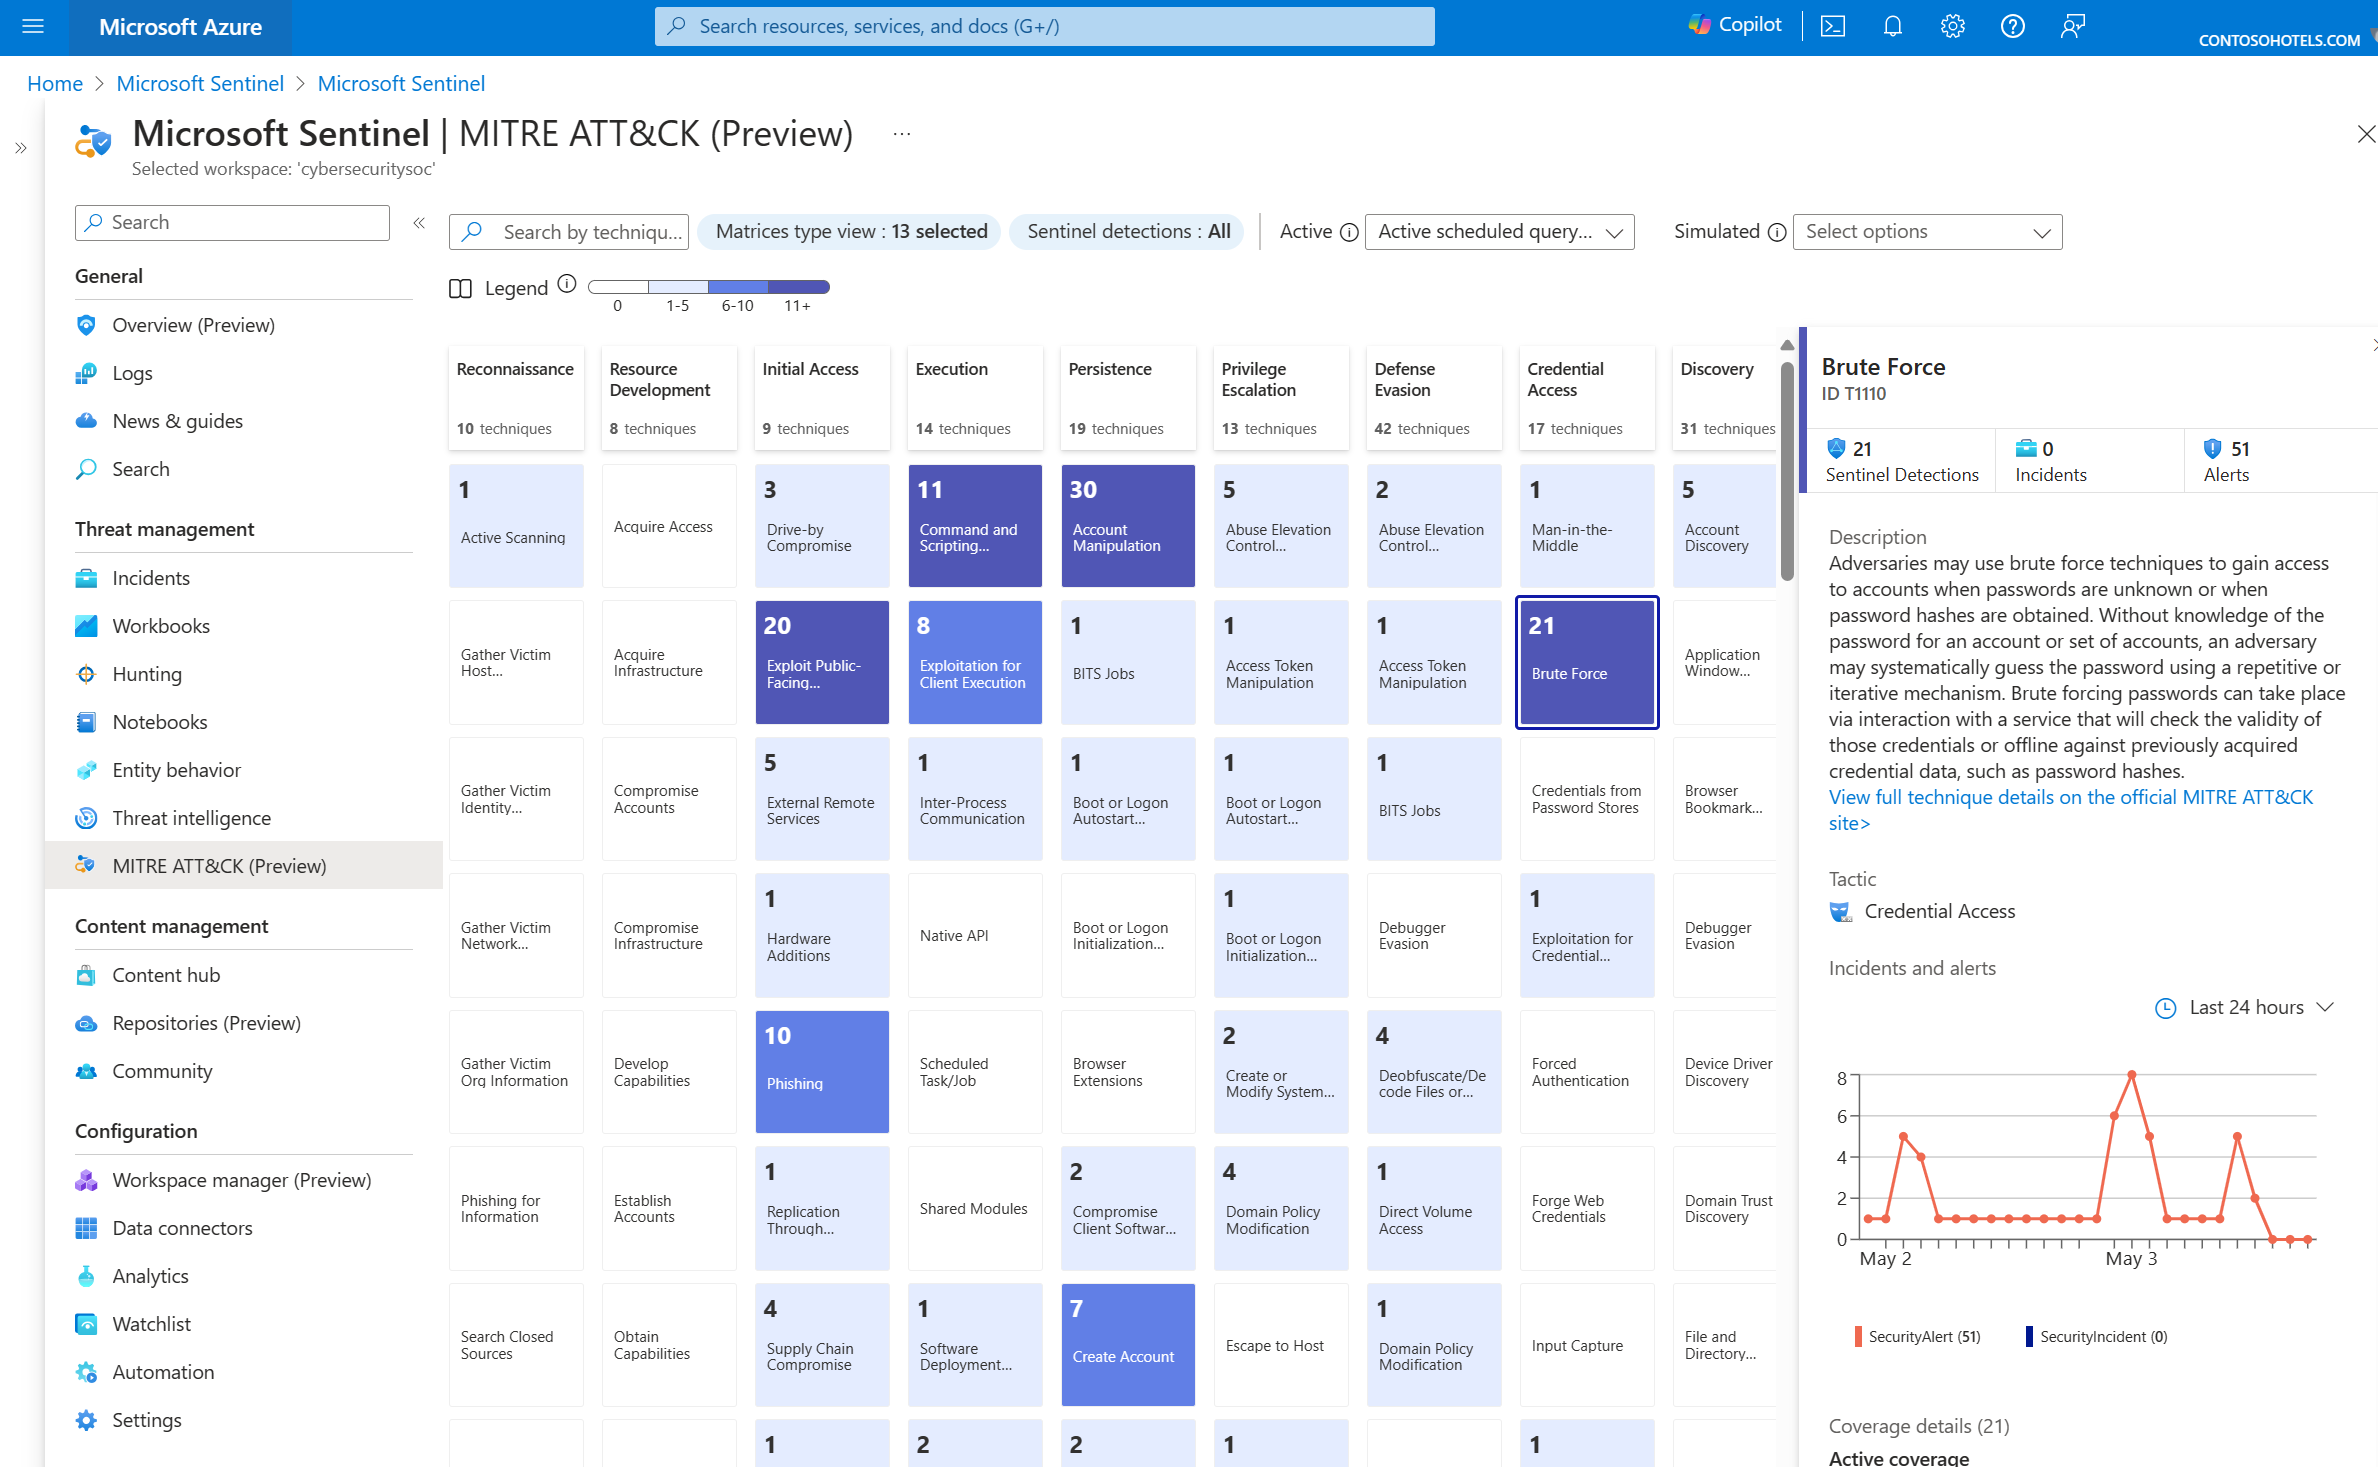 Microsoft Azure
Search resources, services, and docs (G+/)
Copilot
CONTOSOHOTELS.COM
Home > Microsoft Sentinel > Microsoft Sentinel
Microsoft Sentinel | MITRE ATT&CK (Preview) ...
Selected workspace: 'cybersecuritysoc'
Search
General
Overview (Preview)
Logs
News & guides
Search
Threat management
Incidents
Workbooks
Hunting
Notebooks
Entity behavior
Threat intelligence
MITRE ATT&CK (Preview)
Content management
Content hub
Repositories (Preview)
Community
Configuration
Workspace manager (Preview)
Data connectors
Analytics
Watchlist
Automation
Settings
Search by techniqu...
Matrices type view : 13 selected
Sentinel detections : All
Active
Active scheduled query...
Simulated
Select options
Legend
0 1-5 6-10 11+
Reconnaissance
10 techniques
1
Active Scanning
Gather Victim
Host...
Gather Victim
Identity...
Gather Victim
Network...
Gather Victim
Org Information
Phishing for
Information
Search Closed
Sources
Resource
Development
8 techniques
Acquire Access
Acquire
Infrastructure
Compromise
Accounts
Compromise
Infrastructure
Develop
Capabilities
Establish
Accounts
Obtain
Capabilities
Initial Access
9 techniques
3
Drive-by
Compromise
20
Exploit Public-
Facing...
5
External Remote
Services
1
Hardware
Additions
10
Phishing
1
Replication
Through...
4
Supply Chain
Compromise
1
Execution
14 techniques
11
Command and
Scripting...
8
Exploitation for
Client Execution
1
Inter-Process
Communication
Native API
Scheduled
Task/Job
Shared Modules
1
Software
Deployment...
2
Persistence
19 techniques
30
Account
Manipulation
1
BITS Jobs
1
Boot or Logon
Autostart...
Boot or Logon
Initialization...
Browser
Extensions
2
Compromise
Client Softwar...
7
Create Account
2
Privilege
Escalation
13 techniques
5
Abuse Elevation
Control...
1
Access Token
Manipulation
1
Boot or Logon
Autostart...
1
Boot or Logon
Initialization...
2
Create or
Modify System...
4
Domain Policy
Modification
Escape to Host
1
Defense
Evasion
42 techniques
2
Abuse Elevation
Control...
1
Access Token
Manipulation
1
BITS Jobs
Debugger
Evasion
4
Deobfuscate/De
code Files or...
1
Direct Volume
Access
1
Domain Policy
Modification
Credential
Access
17 techniques
1
Man-in-the-
Middle
21
Brute Force
Credentials from
Password Stores
1
Exploitation for
Credential...
Forced
Authentication
Forge Web
Credentials
Input Capture
1
Discovery
31 techniques
5
Account
Discovery
Application
Window...
Browser
Bookmark...
Debugger
Evasion
Device Driver
Discovery
Domain Trust
Discovery
File and
Directory...
Brute Force
ID T1110
21
Sentinel Detections
0
Incidents
51
Alerts
Description
Adversaries may use brute force techniques to gain access
to accounts when passwords are unknown or when
password hashes are obtained. Without knowledge of the
password for an account or set of accounts, an adversary
may systematically guess the password using a repetitive or
iterative mechanism. Brute forcing passwords can take place
via interaction with a service that will check the validity of
those credentials or offline against previously acquired
credential data, such as password hashes.
View full technique details on the official MITRE ATT&CK
site>
Tactic
Credential Access
Incidents and alerts
Last 24 hours
8
6
4
2
0
May 2 May 3
SecurityAlert (51) SecurityIncident (0)
Coverage details (21)
Active coverage